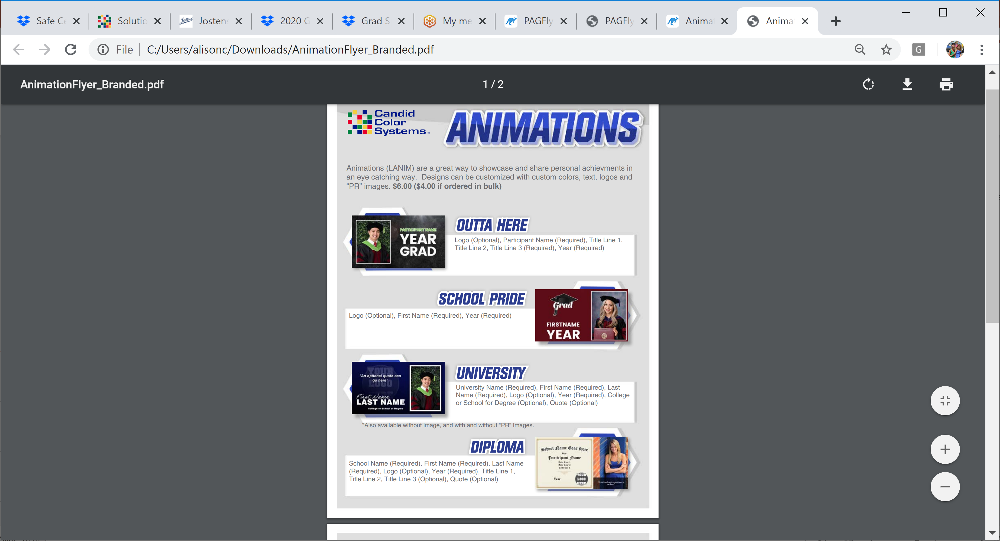 Safe Ce
Solutio
Jostens
2020 G
Grad S
My me
PAGFly
PAGFly
Anima
Anima
File
C:/Users/alisonc/Downloads/AnimationFlyer_Branded.pdf
G
AnimationFlyer_Branded.pdf
1 / 2
Candid
Color
Systems®
ANIMATIONS
Animations (LANIM) are a great way to showcase and share personal achievments in
an eye catching way.  Designs can be customized with custom colors, text, logos and
“PR” images. $6.00 ($4.00 if ordered in bulk)
PARTICIPANT NAME
YEAR
GRAD
OUTTA HERE
Logo (Optional), Participant Name (Required), Title Line 1,
Title Line 2, Title Line 3 (Required), Year (Required)
SCHOOL PRIDE
Logo (Optional), First Name (Required), Year (Required)
Grad
FIRSTNAME
YEAR
YOUR
LOGO
"An optional quote can
go here"
First Name
LAST NAME
College or School of Degree
UNIVERSITY
University Name (Required), First Name (Required), Last
Name (Required), Logo (Optional), Year (Required), College
or School for Degree (Optional), Quote (Optional)
*Also available without image, and with and without “PR” Images.
DIPLOMA
School Name (Required), First Name (Required), Last Name
(Required), Logo (Optional), Year (Required), Title Line 1,
Title Line 2, Title Line 3 (Optional), Quote (Optional)
School Name Goes Here
Participant Name
Title Line 1
Title Line 2
Title line 3
Year
YOUR
LOGO
HERE